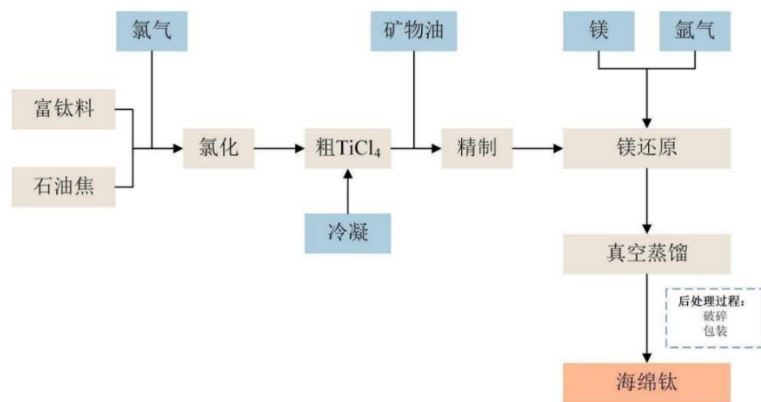 氯气
矿物油
镁
氩气
富钛料
石油焦
氯化
粗TiCl₄
精制
镁还原
冷凝
真空蒸馏
后处理过程:
破碎
包装
海绵钛